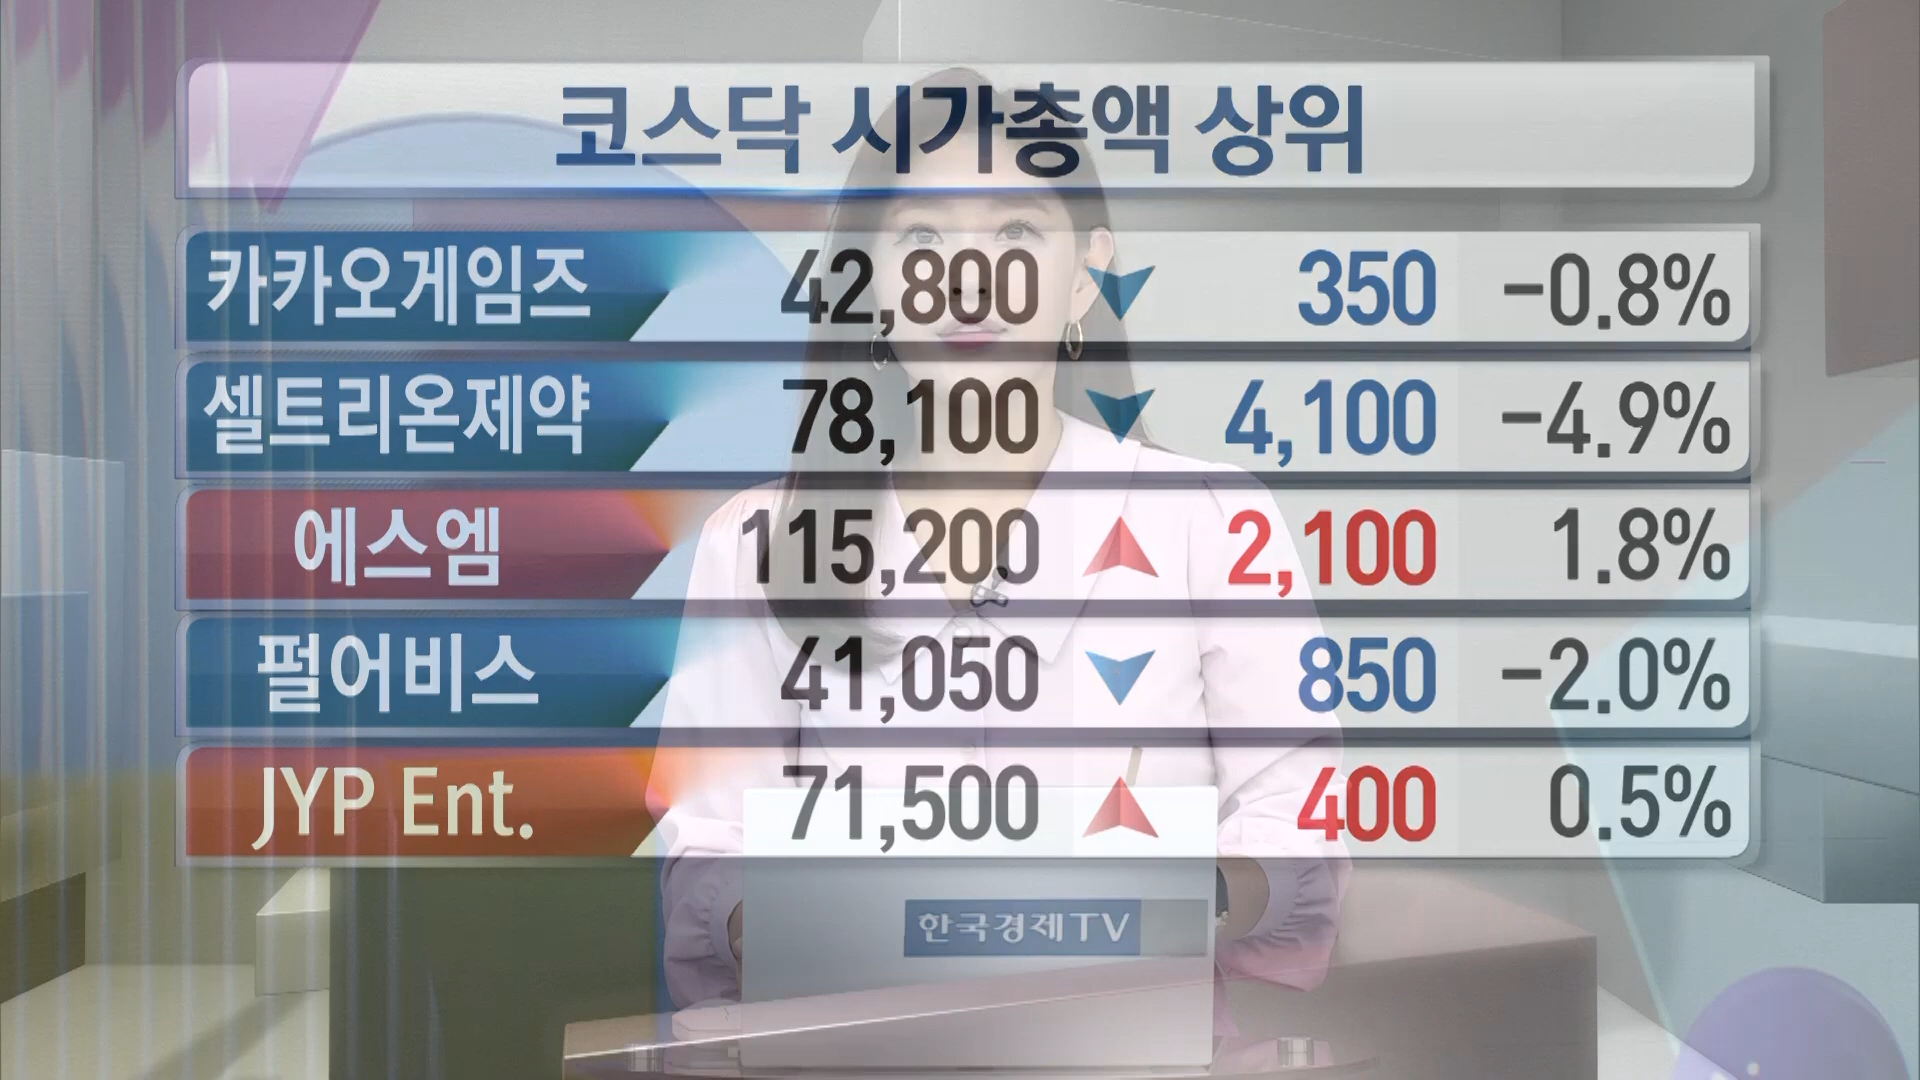 코스닥 시가총액 상위
카카오게임즈 42,800 ▼ 350 -0.8%
셀트리온제약 78,100 ▼ 4,100 -4.9%
에스엠 115,200 ▲ 2,100 1.8%
펄어비스 41,050 ▼ 850 -2.0%
JYP Ent. 71,500 ▲ 400 0.5%
한국경제TV